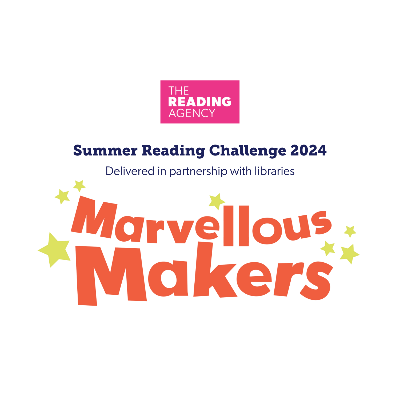 THE
READING
AGENCY
Summer Reading Challenge 2024
Delivered in partnership with libraries
Marvellous
Makers